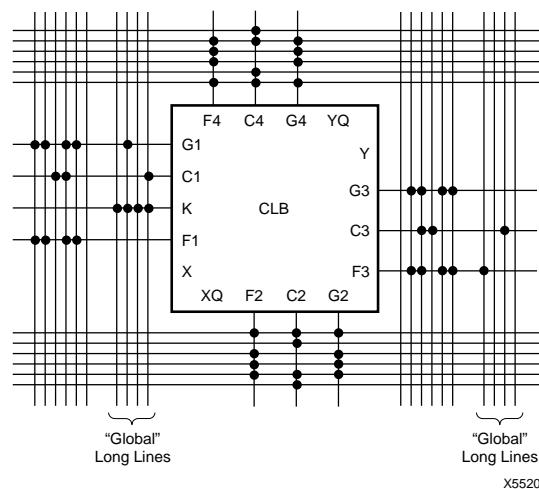 F4 C4 G4 YQ
G1
Y
C1
G3
K
CLB
C3
F1
F3
X
XQ F2 C2 G2
“Global”
Long Lines
“Global”
Long Lines
X5520